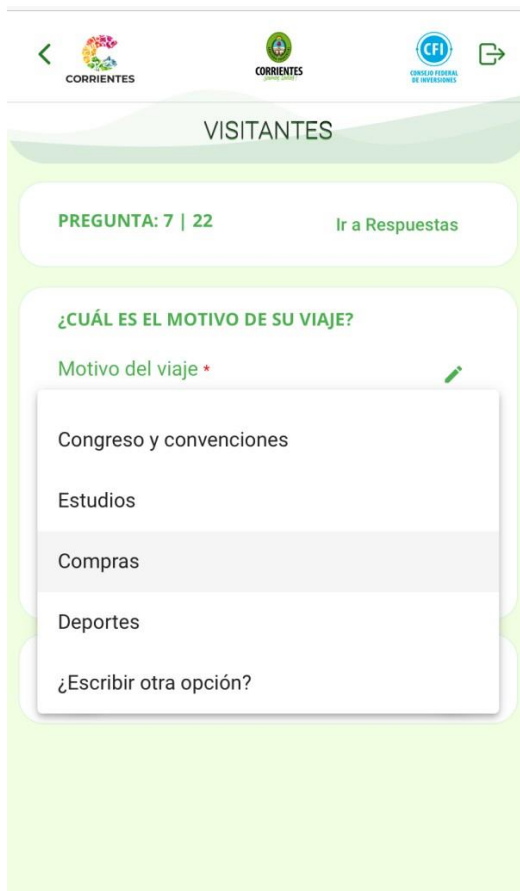 CORRIENTES
CORRIENTES
CFI
CONSEJO FEDERAL
DE INVERSIONES
VISITANTES
PREGUNTA: 7 | 22
Ir a Respuestas
¿CUÁL ES EL MOTIVO DE SU VIAJE?
Motivo del viaje *
Congreso y convenciones
Estudios
Compras
Deportes
¿Escribir otra opción?